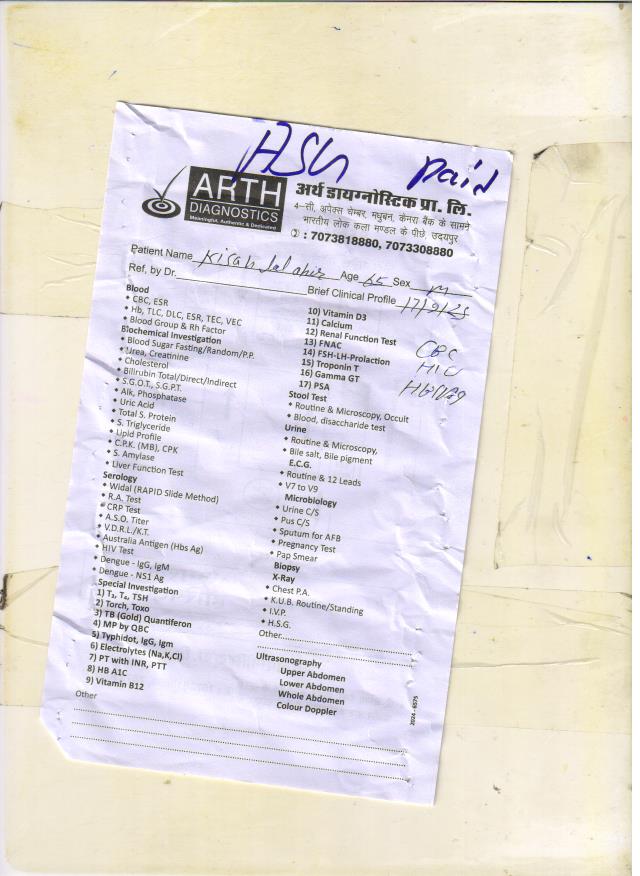 HSG Paid
ARTH
DIAGNOSTICS
Meaningful, Authentic & Dedicated
अर्थ डायग्नोस्टिक प्रा. लि.
4-सी, अपेक्स चेम्बर, मधुबन, केनरा बैंक के सामने
भारतीय लोक कला मण्डल के पीछे, उदयपुर
: 7073818880, 7073308880
Patient Name Age 65 Sex M
Ref, by Dr. Brief Clinical Profile 17/9/25
Blood
CBC, ESR
Hb, TLC, DLC, ESR, TEC, VEC
Blood Group & Rh Factor
Biochemical Investigation
Blood Sugar Fasting/Random/P.P.
Urea, Creatinine
Cholesterol
Bilirubin Total/Direct/Indirect
S.G.O.T., S.G.P.T.
Alk, Phosphatase
Uric Acid
Total S. Protein
S. Triglyceride
Lipid Profile
C.P.K. (MB), CPK
S. Amylase
Liver Function Test
Serology
Widal (RAPID Slide Method)
R.A. Test
CRP Test
A.S.O. Titer
V.D.R.L./K.T.
Australia Antigen (Hbs Ag)
HIV Test
Dengue - IgG, IgM
Dengue - NS1 Ag
Special Investigation
1) T₃, T₄, TSH
2) Torch, Toxo
3) TB (Gold) Quantiferon
4) MP by QBC
5) Typhidot, IgG, Igm
6) Electrolytes (Na,K,Cl)
7) PT with INR, PTT
8) HB A1C
9) Vitamin B12
Other
10) Vitamin D3
11) Calcium
12) Renal Function Test
13) FNAC
14) FSH-LH-Prolaction
15) Troponin T
16) Gamma GT
17) PSA
CBC
Stool Test
Routine & Microscopy, Occult
Blood, disaccharide test
Urine
Routine & Microscopy,
Bile salt, Bile pigment
E.C.G.
Routine & 12 Leads
V7 to V9
Microbiology
Urine C/S
Pus C/S
Sputum for AFB
Pregnancy Test
Pap Smear
Biopsy
X-Ray
Chest P.A.
K.U.B. Routine/Standing
I.V.P.
H.S.G.
Other
Ultrasonography
Upper Abdomen
Lower Abdomen
Whole Abdomen
Colour Doppler